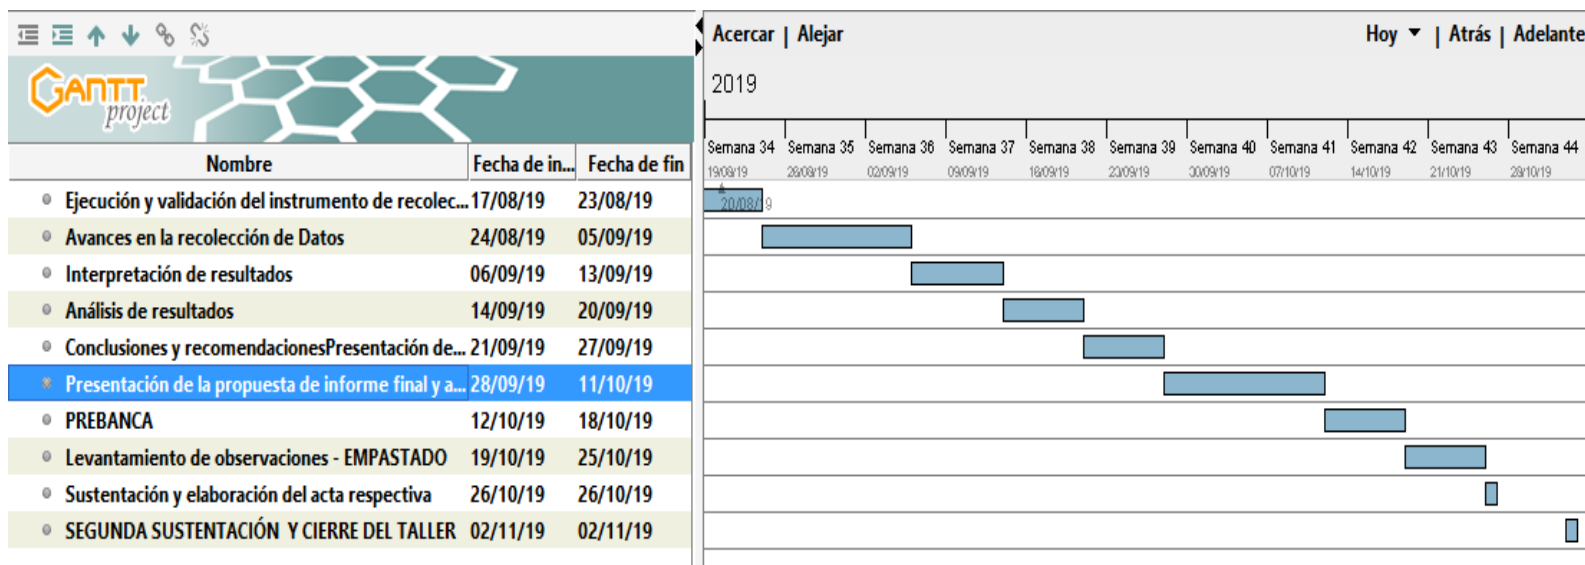 Acercar | Alejar
Hoy ▼ | Atrás | Adelante
GANTT
project
2019
Semana 34 Semana 35 Semana 36 Semana 37 Semana 38 Semana 39 Semana 40 Semana 41 Semana 42 Semana 43 Semana 44
19/08/19 26/08/19 02/09/19 09/09/19 16/09/19 23/09/19 30/09/19 07/10/19 14/10/19 21/10/19 28/10/19
Nombre Fecha de in... Fecha de fin
Ejecución y validación del instrumento de recolec... 17/08/19 23/08/19
20/08/19
Avances en la recolección de Datos 24/08/19 05/09/19
Interpretación de resultados 06/09/19 13/09/19
Análisis de resultados 14/09/19 20/09/19
Conclusiones y recomendacionesPresentación de... 21/09/19 27/09/19
Presentación de la propuesta de informe final y a... 28/09/19 11/10/19
PREBANCA 12/10/19 18/10/19
Levantamiento de observaciones - EMPASTADO 19/10/19 25/10/19
Sustentación y elaboración del acta respectiva 26/10/19 26/10/19
SEGUNDA SUSTENTACIÓN Y CIERRE DEL TALLER 02/11/19 02/11/19